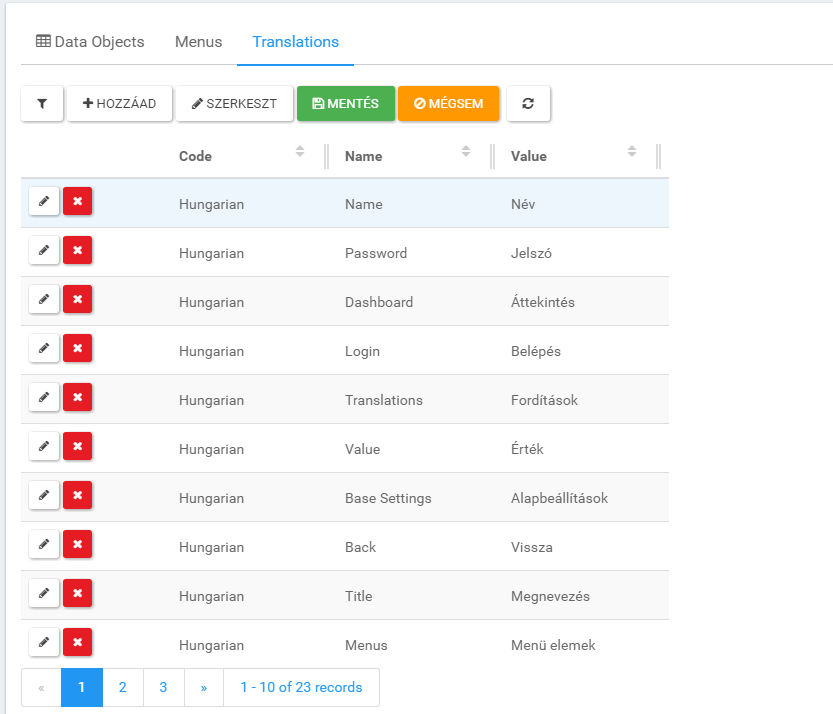 Data Objects Menus Translations
HOZZÁAD SZERKESZT MENTÉS MÉGSEM
Code Name Value
Hungarian Name Név
Hungarian Password Jelszó
Hungarian Dashboard Áttekintés
Hungarian Login Belépés
Hungarian Translations Fordítások
Hungarian Value Érték
Hungarian Base Settings Alapbeállítások
Hungarian Back Vissza
Hungarian Title Megnevezés
Hungarian Menus Menü elemek
« 1 2 3 » 1 - 10 of 23 records